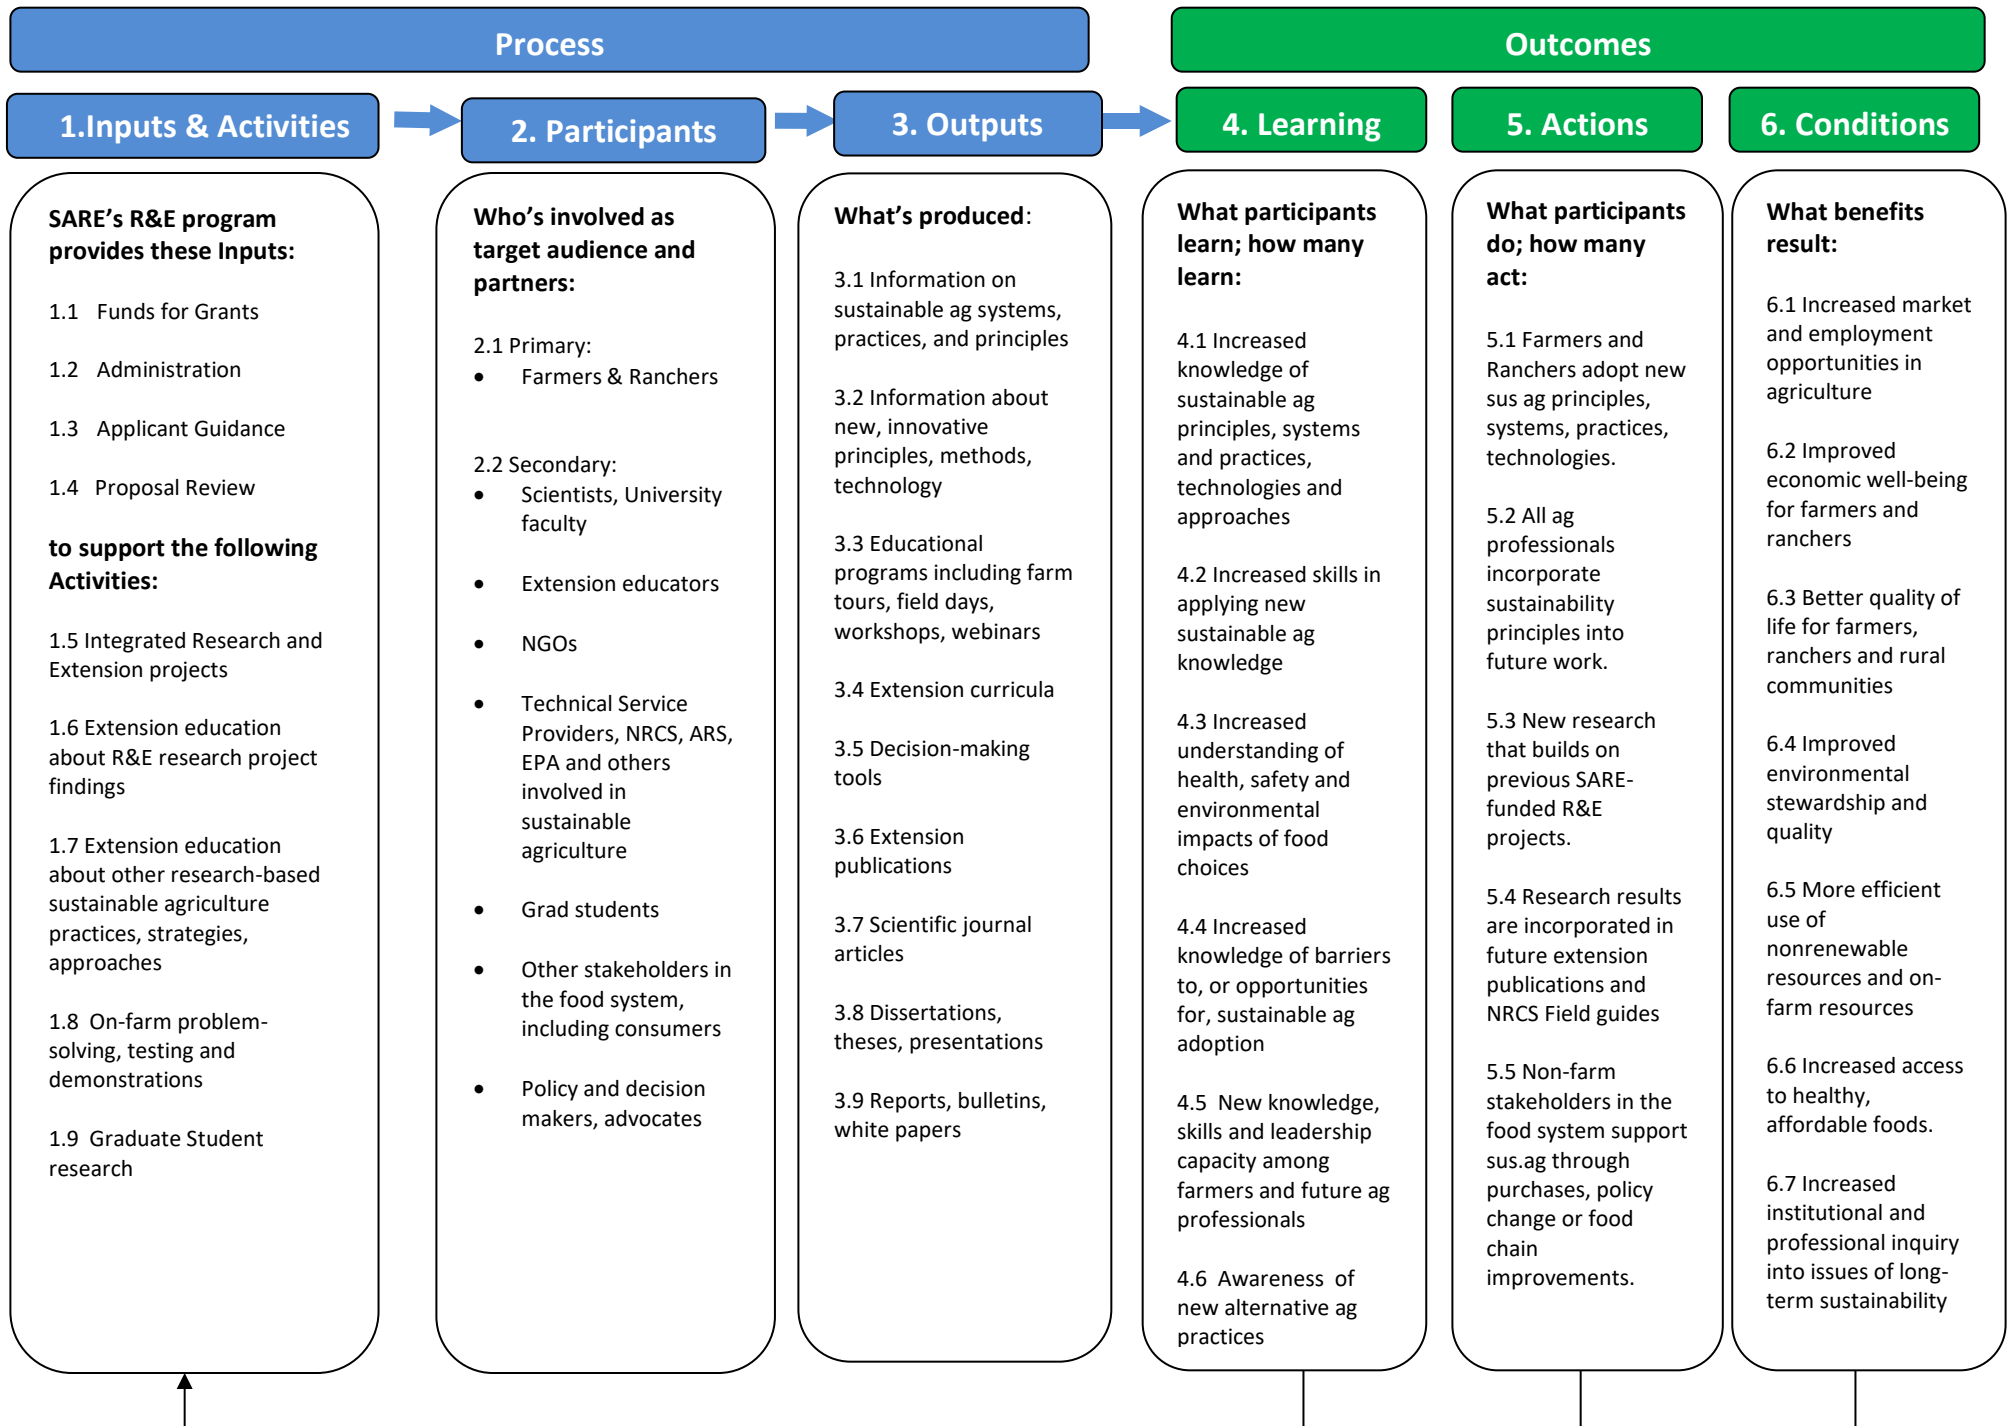 Process
Outcomes
1.Inputs & Activities
2. Participants
3. Outputs
4. Learning
5. Actions
6. Conditions
SARE's R&E program
provides these Inputs:
1.1 Funds for Grants
1.2 Administration
1.3 Applicant Guidance
1.4 Proposal Review
to support the following
Activities:
1.5 Integrated Research and
Extension projects
1.6 Extension education
about R&E research project
findings
1.7 Extension education
about other research-based
sustainable agriculture
practices, strategies,
approaches
1.8 On-farm problem-
solving, testing and
demonstrations
1.9 Graduate Student
research
Who's involved as
target audience and
partners:
2.1 Primary:
• Farmers & Ranchers
2.2 Secondary:
• Scientists, University
faculty
• Extension educators
• NGOs
• Technical Service
Providers, NRCS, ARS,
EPA and others
involved in
sustainable
agriculture
• Grad students
• Other stakeholders in
the food system,
including consumers
• Policy and decision
makers, advocates
What's produced:
3.1 Information on
sustainable ag systems,
practices, and principles
3.2 Information about
new, innovative
principles, methods,
technology
3.3 Educational
programs including farm
tours, field days,
workshops, webinars
3.4 Extension curricula
3.5 Decision-making
tools
3.6 Extension
publications
3.7 Scientific journal
articles
3.8 Dissertations,
theses, presentations
3.9 Reports, bulletins,
white papers
What participants
learn; how many
learn:
4.1 Increased
knowledge of
sustainable ag
principles, systems
and practices,
technologies and
approaches
4.2 Increased skills in
applying new
sustainable ag
knowledge
4.3 Increased
understanding of
health, safety and
environmental
impacts of food
choices
4.4 Increased
knowledge of barriers
to, or opportunities
for, sustainable ag
adoption
4.5 New knowledge,
skills and leadership
capacity among
farmers and future ag
professionals
4.6 Awareness of
new alternative ag
practices
What participants
do; how many
act:
5.1 Farmers and
Ranchers adopt new
sus ag principles,
systems, practices,
technologies.
5.2 All ag
professionals
incorporate
sustainability
principles into
future work.
5.3 New research
that builds on
previous SARE-
funded R&E
projects.
5.4 Research results
are incorporated in
future extension
publications and
NRCS Field guides
5.5 Non-farm
stakeholders in the
food system support
sus.ag through
purchases, policy
change or food
chain
improvements.
What benefits
result:
6.1 Increased market
and employment
opportunities in
agriculture
6.2 Improved
economic well-being
for farmers and
ranchers
6.3 Better quality of
life for farmers,
ranchers and rural
communities
6.4 Improved
environmental
stewardship and
quality
6.5 More efficient
use of
nonrenewable
resources and on-
farm resources
6.6 Increased access
to healthy,
affordable foods.
6.7 Increased
institutional and
professional inquiry
into issues of long-
term sustainability